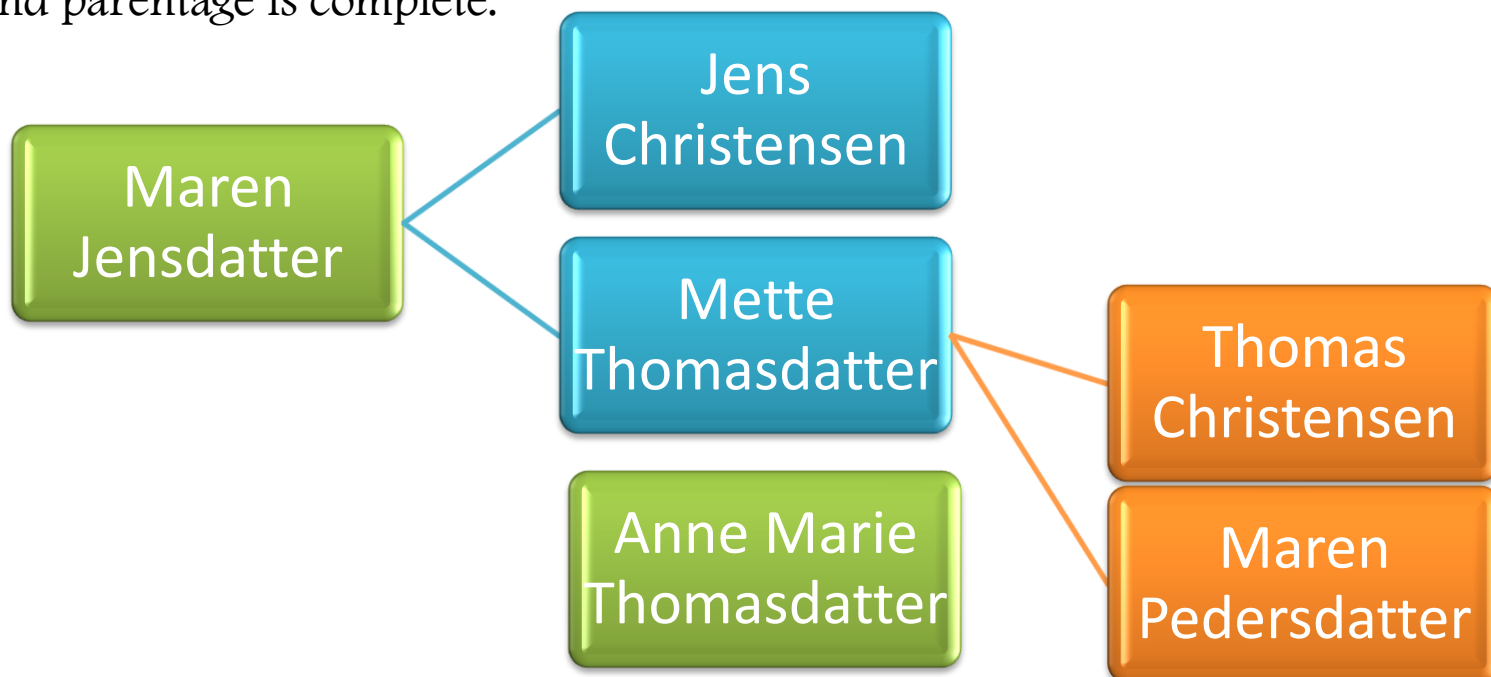 nd parentage is complete.
Jens
Christensen
Maren
Jensdatter
Mette
Thomasdatter
Thomas
Christensen
Anne Marie
Thomasdatter
Maren
Pedersdatter